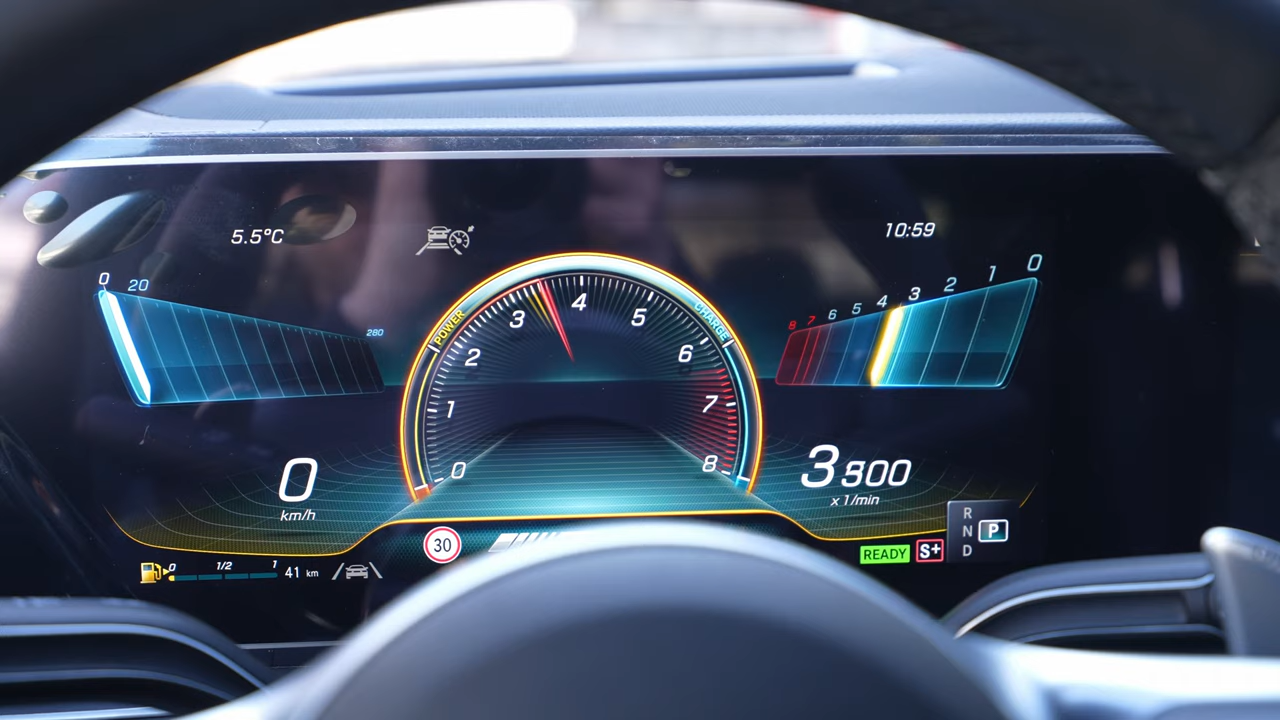 5.5°C
10:59
0 20 280
8 7 6 5 4 3 2 1 0
POWER
CHARGE
0 1 2 3 4 5 6 7 8
0
km/h
3 500
x 1/min
30
R
N P
D
READY S+
0 1/2 1 41 km